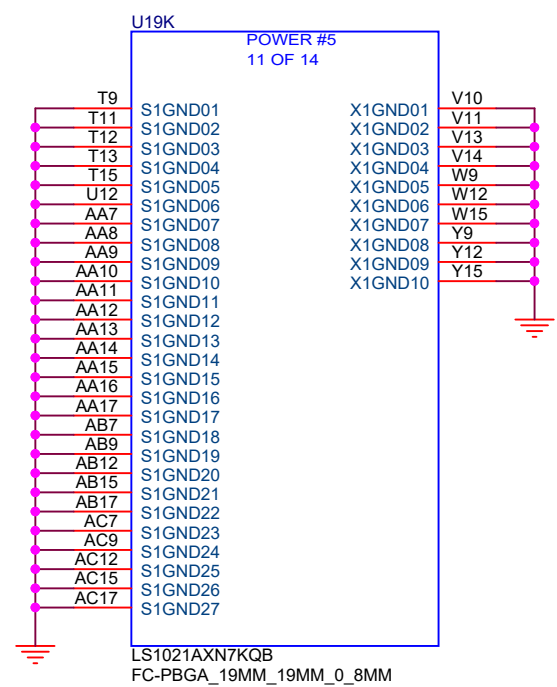 U19K
POWER #5
11 OF 14
T9 S1GND01 X1GND01 V10
T11 S1GND02 X1GND02 V11
T12 S1GND03 X1GND03 V13
T13 S1GND04 X1GND04 V14
T15 S1GND05 X1GND05 W9
U12 S1GND06 X1GND06 W12
AA7 S1GND07 X1GND07 W15
AA8 S1GND08 X1GND08 Y9
AA9 S1GND09 X1GND09 Y12
AA10 S1GND10 X1GND10 Y15
AA11 S1GND11
AA12 S1GND12
AA13 S1GND13
AA14 S1GND14
AA15 S1GND15
AA16 S1GND16
AA17 S1GND17
AB7 S1GND18
AB9 S1GND19
AB12 S1GND20
AB15 S1GND21
AB17 S1GND22
AC7 S1GND23
AC9 S1GND24
AC12 S1GND25
AC15 S1GND26
AC17 S1GND27
LS1021AXN7KQB
FC-PBGA_19MM_19MM_0_8MM